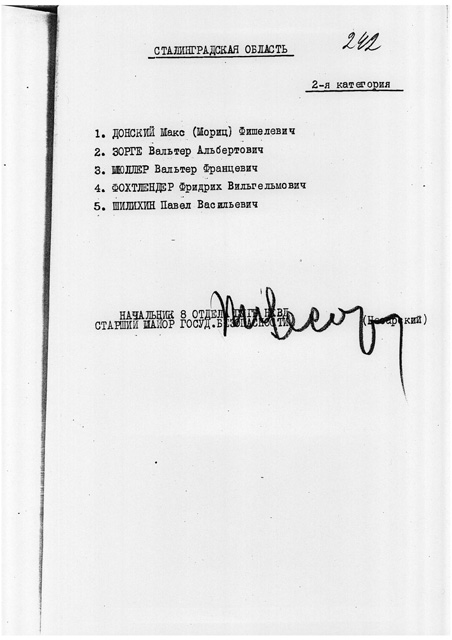 СТАЛИНГРАДСКАЯ ОБЛАСТЬ
242
2-я категория
1. ДОНСКИЙ Макс (Мориц) Фишелевич
2. ЗОРГЕ Вальтер Альбертович
3. МЮЛЛЕР Вальтер Францевич
4. ФОХТЛЕНДЕР Фридрих Вильгельмович
5. ШИЛИХИН Павел Васильевич
НАЧАЛЬНИК 8 ОТДЕЛА НКВД
СТАРШИЙ МАЙОР ГОСУД.БЕЗОПАСНОСТИ (Цесарский)